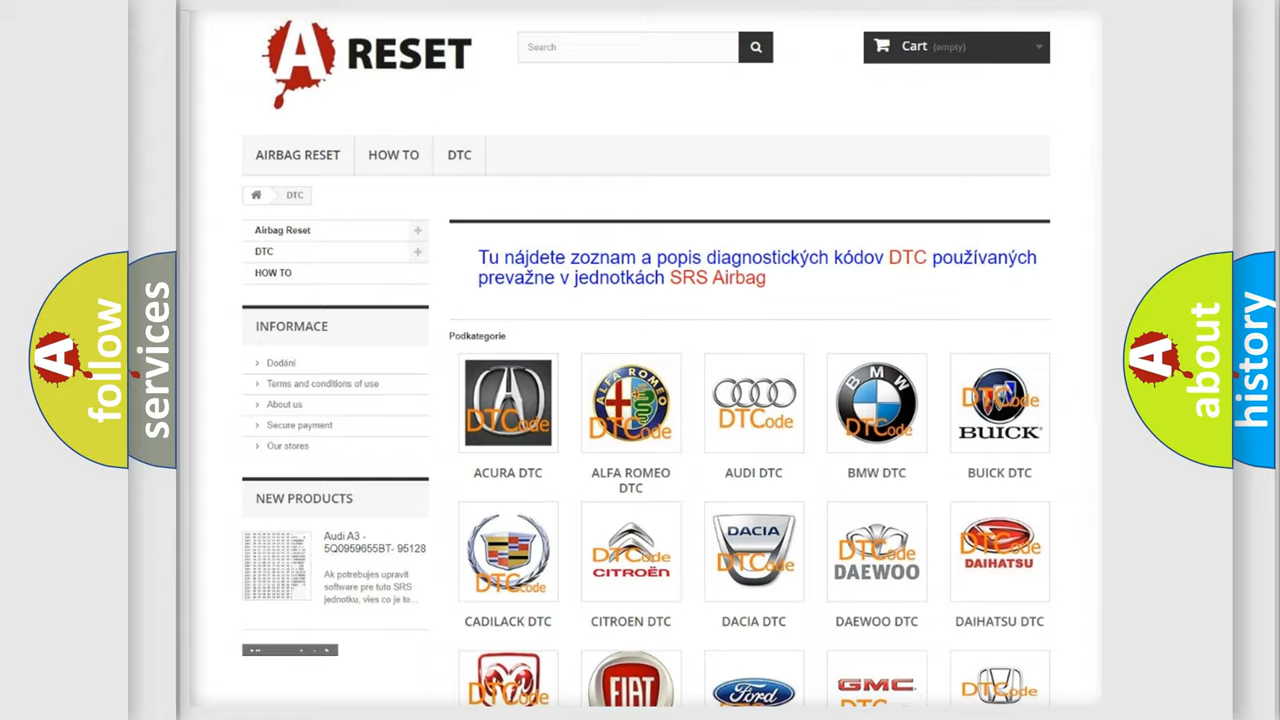 A RESET
Search
Cart (empty)
AIRBAG RESET
HOW TO
DTC
DTC
Airbag Reset
DTC
HOW TO
INFORMACE
Dodání
Terms and conditions of use
About us
Secure payment
Our stores
NEW PRODUCTS
Audi A3 -
5Q0959655BT- 95128
Ak potrebujes upravit
software pre tuto SRS
jednotku, vies co je to...
Tu nájdete zoznam a popis diagnostických kódov DTC používaných
prevažne v jednotkách SRS Airbag
Podkategorie
DTCode
ALFA ROMEO
DTCode
DTCode
BMW
DTCode
DTCode
BUICK
ACURA DTC
ALFA ROMEO
DTC
AUDI DTC
BMW DTC
BUICK DTC
DTCode
DTCode
CITROËN
DACIA
DTCode
DTCode
DAEWOO
DTCode
DAIHATSU
CADILACK DTC
CITROEN DTC
DACIA DTC
DAEWOO DTC
DAIHATSU DTC
DTCode
FIAT
Ford
GMC
DTCode
A follow
services
A about
history